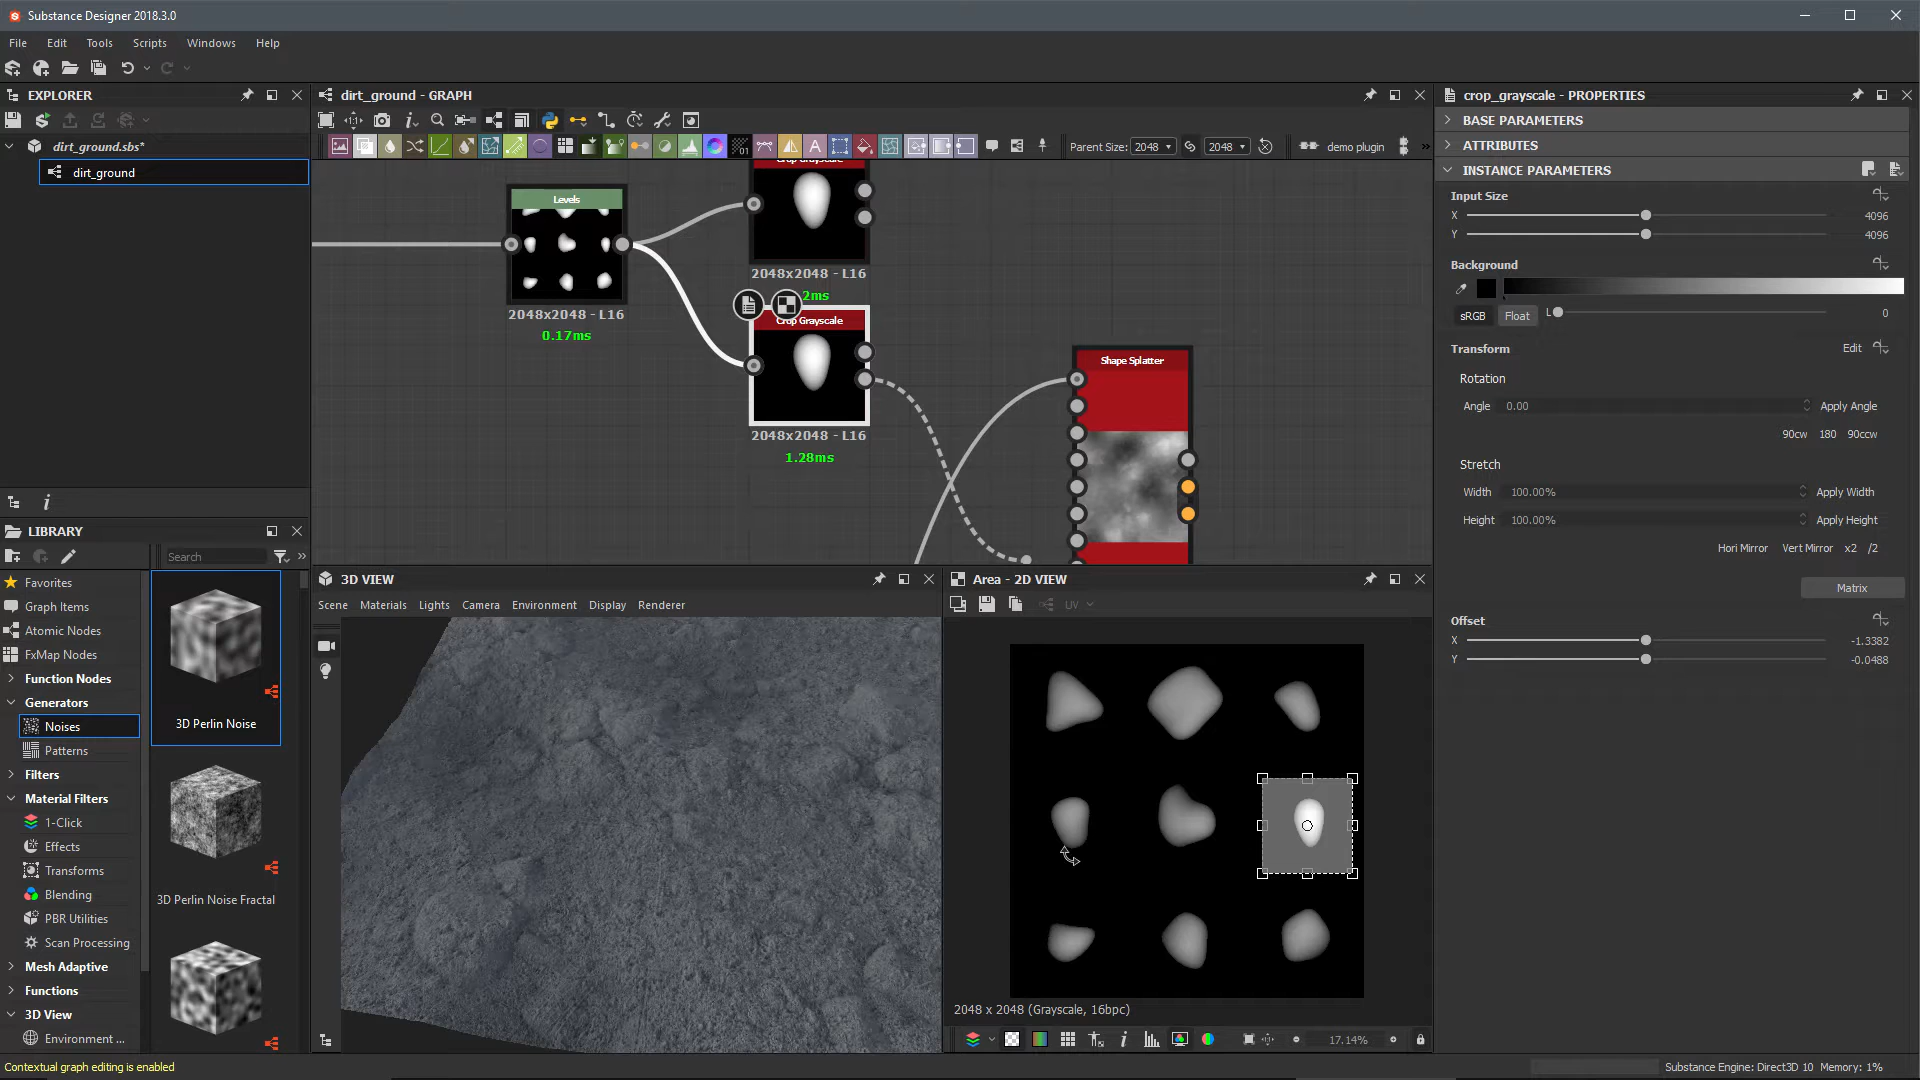 Substance Designer 2018.3.0
File Edit Tools Scripts Windows Help
EXPLORER
dirt_ground.sbs*
dirt_ground
LIBRARY
Search
Favorites
Graph Items
Atomic Nodes
FxMap Nodes
Function Nodes
Generators
Noises
Patterns
Filters
Material Filters
1-Click
Effects
Transforms
Blending
PBR Utilities
Scan Processing
Mesh Adaptive
Functions
3D View
Environment ...
3D Perlin Noise
3D Perlin Noise Fractal
dirt_ground - GRAPH
Parent Size: 2048 2048 demo plugin
Levels
2048x2048 - L16
0.17ms
Crop Grayscale
2048x2048 - L16
2ms
Crop Grayscale
2048x2048 - L16
1.28ms
Shape Splatter
3D VIEW
Scene Materials Lights Camera Environment Display Renderer
Area - 2D VIEW
UV
2048 x 2048 (Grayscale, 16bpc)
17.14%
crop_grayscale - PROPERTIES
BASE PARAMETERS
ATTRIBUTES
INSTANCE PARAMETERS
Input Size
X 4096
Y 4096
Background
sRGB Float L 0
Transform Edit
Rotation
Angle 0.00 Apply Angle
90cw 180 90ccw
Stretch
Width 100.00% Apply Width
Height 100.00% Apply Height
Hori Mirror Vert Mirror x2 /2
Matrix
Offset
X -1.3382
Y -0.0488
Contextual graph editing is enabled
Substance Engine: Direct3D 10 Memory: 1%